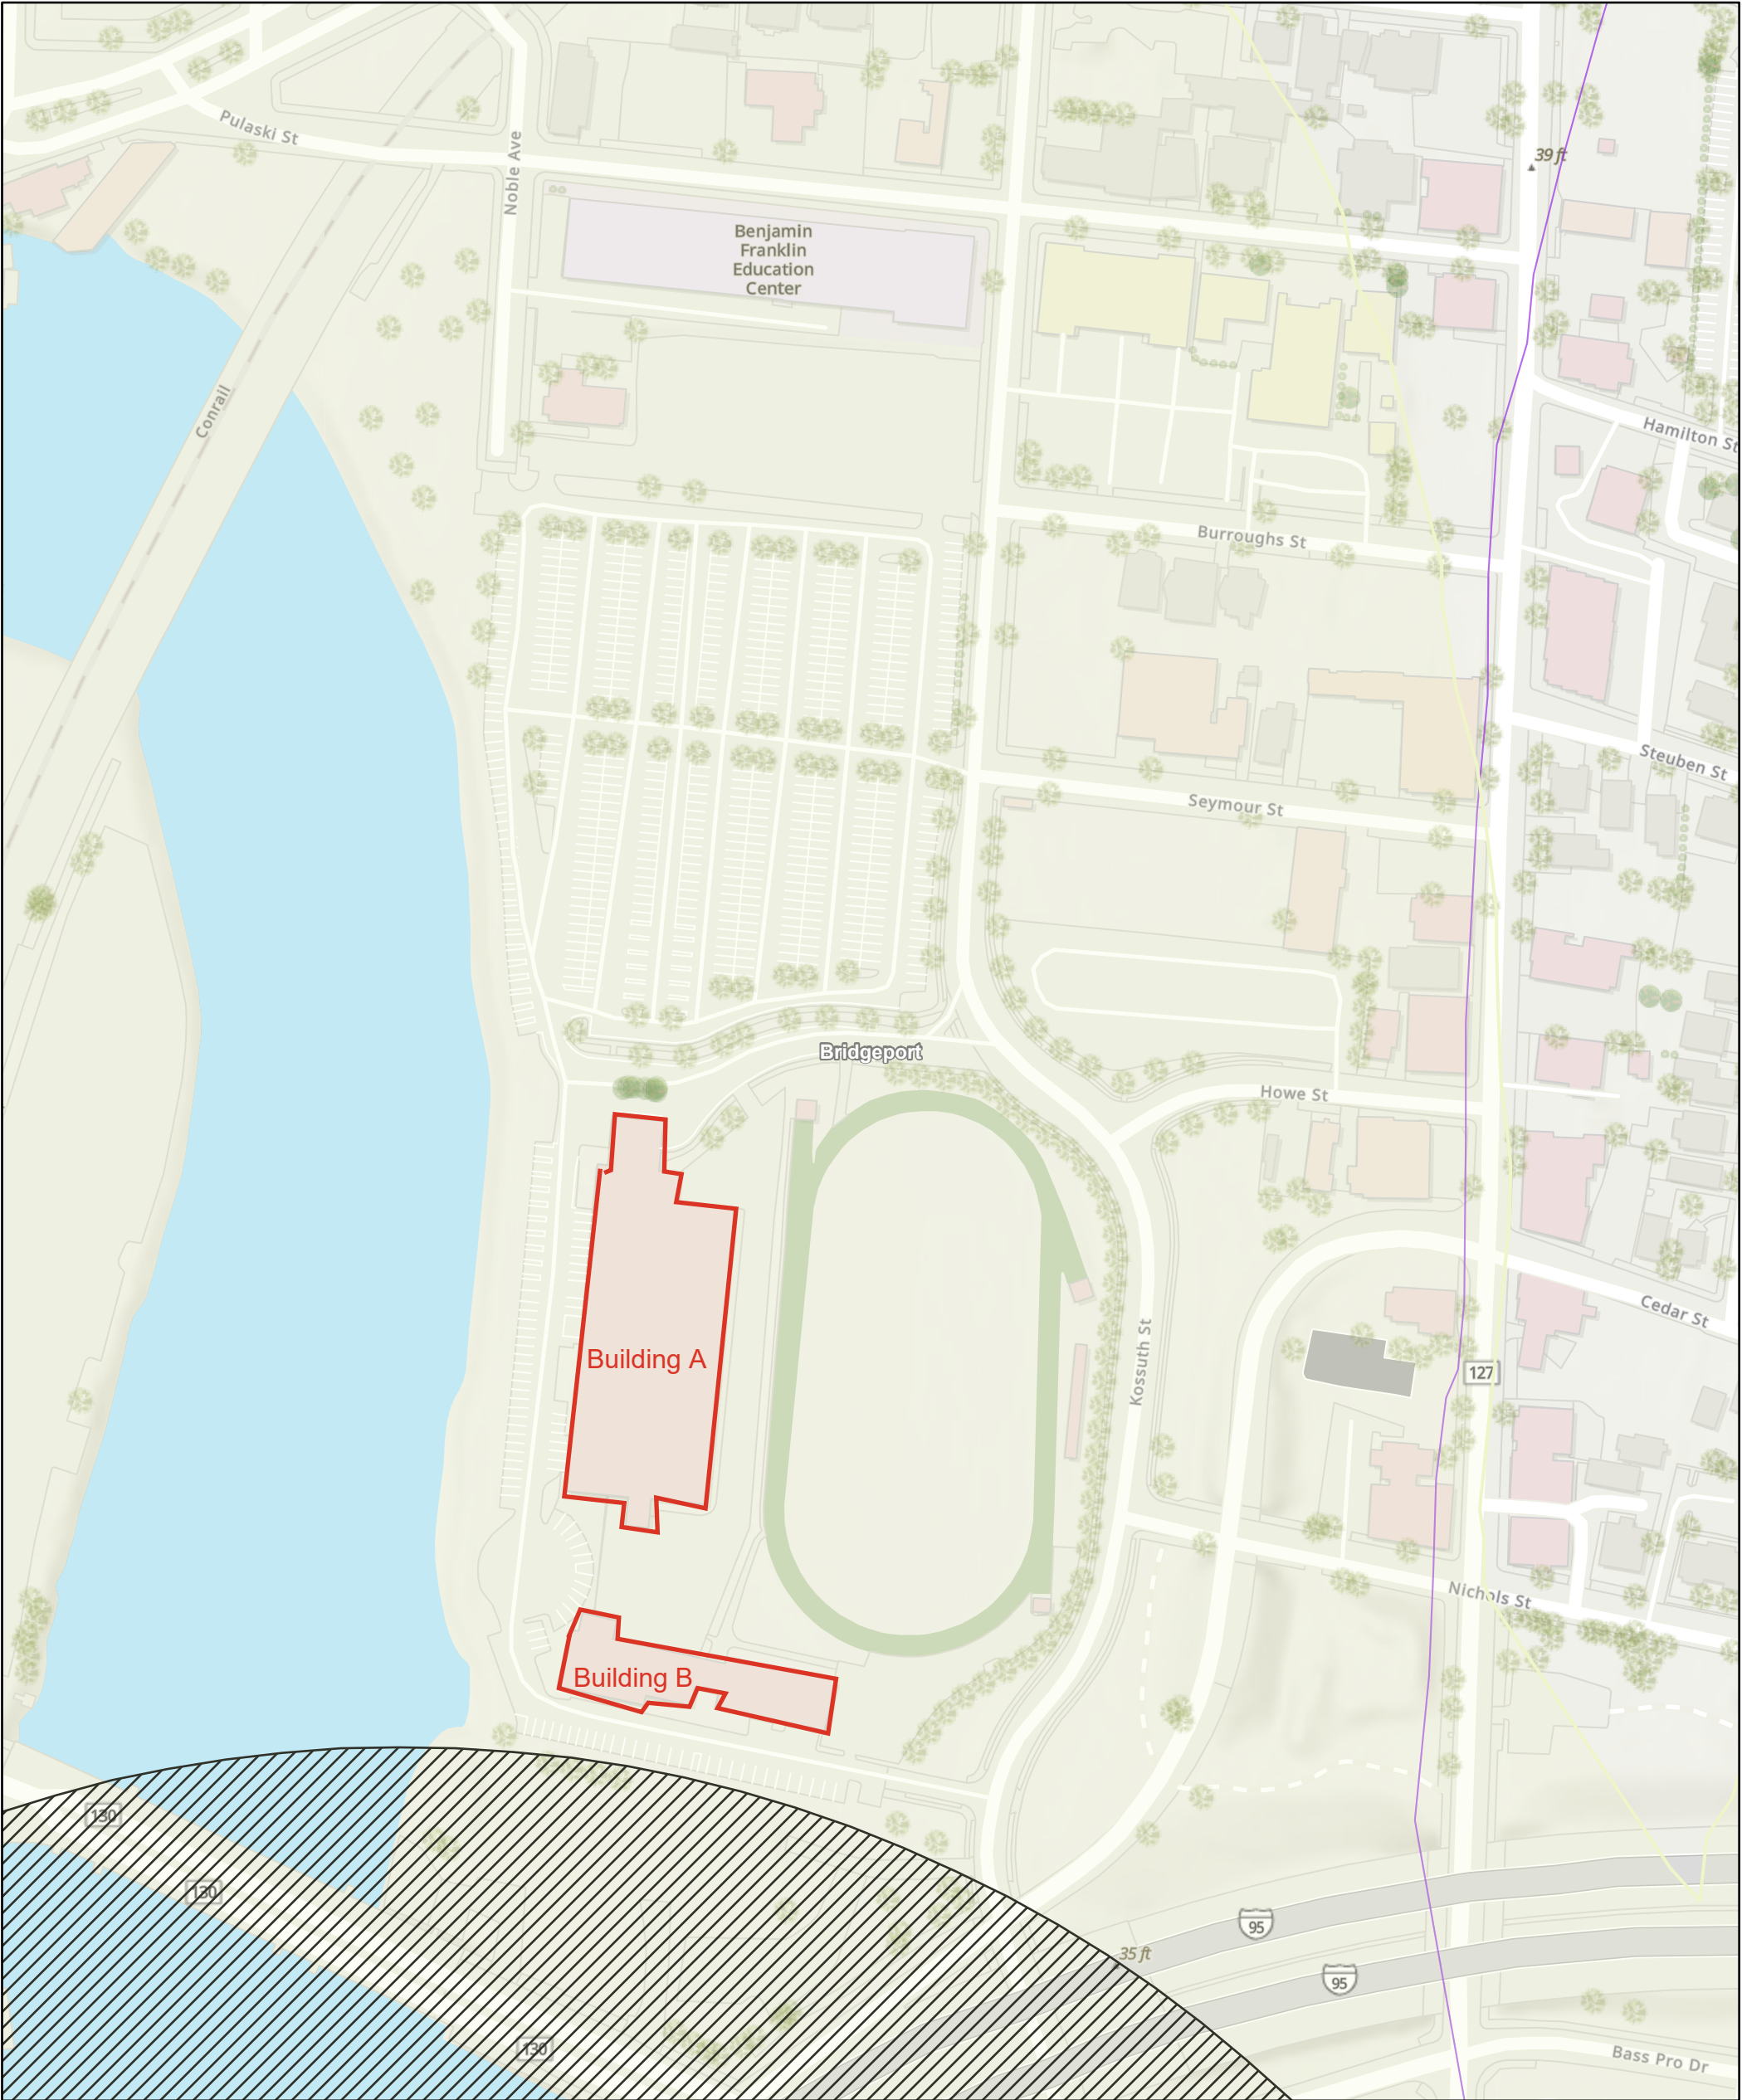 Pulaski St
Noble Ave
39 ft
Benjamin
Franklin
Education
Center
Conrail
Hamilton St
Burroughs St
Steuben St
Seymour St
Bridgeport
Howe St
Cedar St
Kossuth St
Building A
127
Nichols St
Building B
130
130
95
35 ft
95
130
Bass Pro Dr